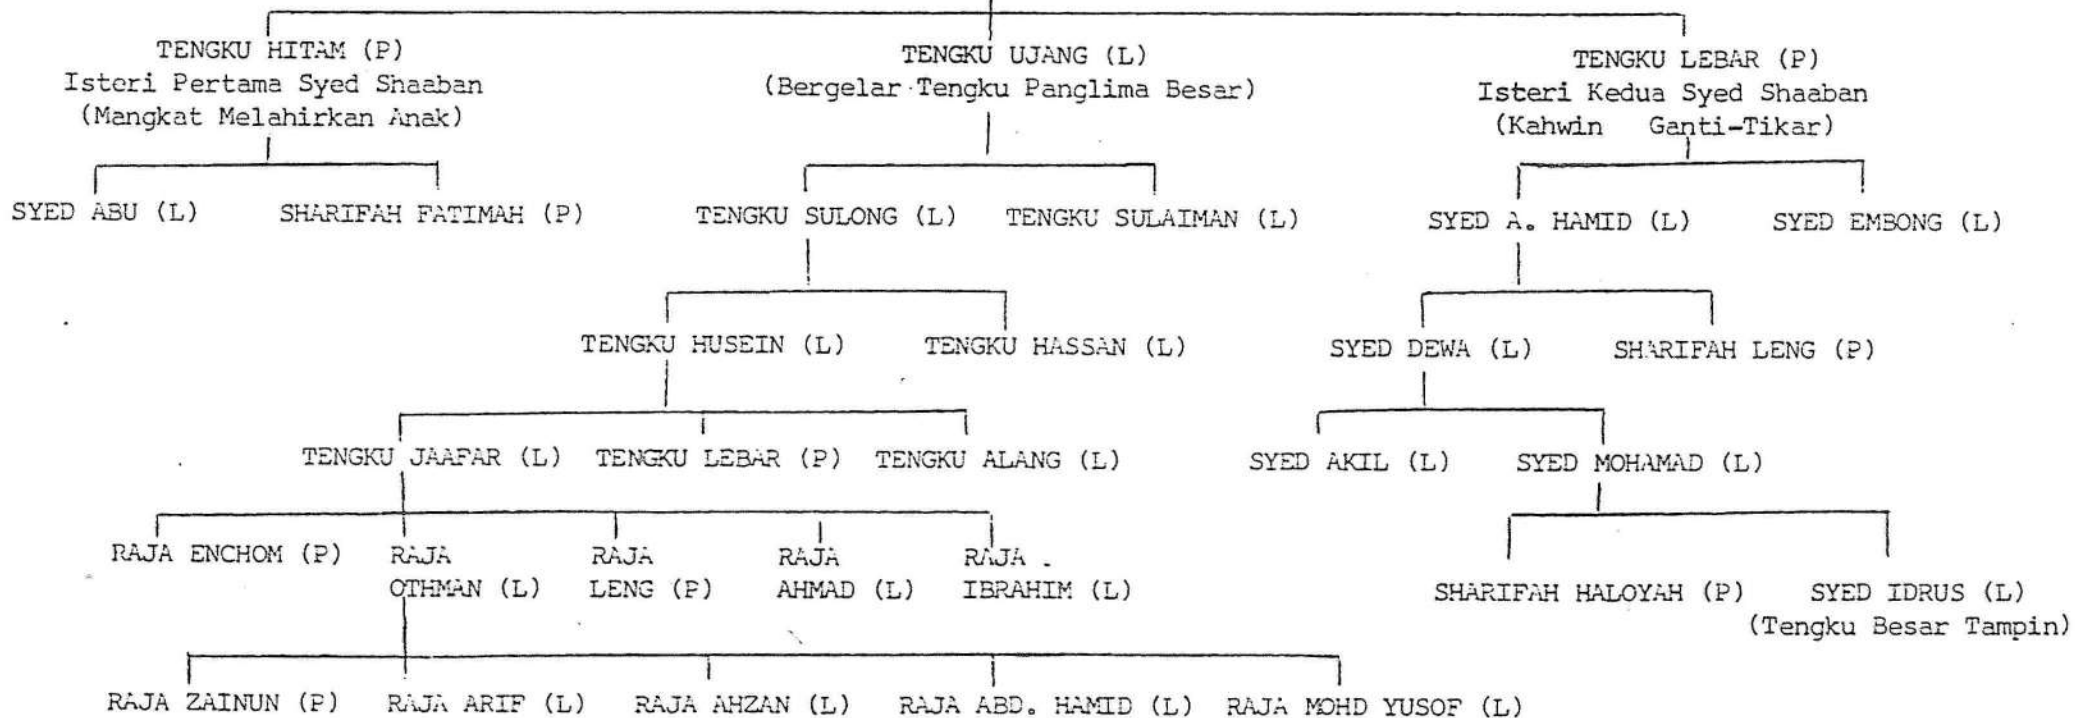 TENGKU HITAM (P)
Isteri Pertama Syed Shaaban
(Mangkat Melahirkan Anak)
TENGKU UJANG (L)
(Bergelar Tengku Panglima Besar)
TENGKU LEBAR (P)
Isteri Kedua Syed Shaaban
(Kahwin Ganti-Tikar)
SYED ABU (L)
SHARIFAH FATIMAH (P)
TENGKU SULONG (L)
TENGKU SULAIMAN (L)
SYED A. HAMID (L)
SYED EMBONG (L)
TENGKU HUSEIN (L)
TENGKU HASSAN (L)
SYED DEWA (L)
SHARIFAH LENG (P)
TENGKU JAAFAR (L)
TENGKU LEBAR (P)
TENGKU ALANG (L)
SYED AKIL (L)
SYED MOHAMAD (L)
RAJA ENCHOM (P)
RAJA
OTHMAN (L)
RAJA
LENG (P)
RAJA
AHMAD (L)
RAJA
IBRAHIM (L)
SHARIFAH HALOYAH (P)
SYED IDRUS (L)
(Tengku Besar Tampin)
RAJA ZAINUN (P)
RAJA ARIF (L)
RAJA AHZAN (L)
RAJA ABD. HAMID (L)
RAJA MOHD YUSOF (L)